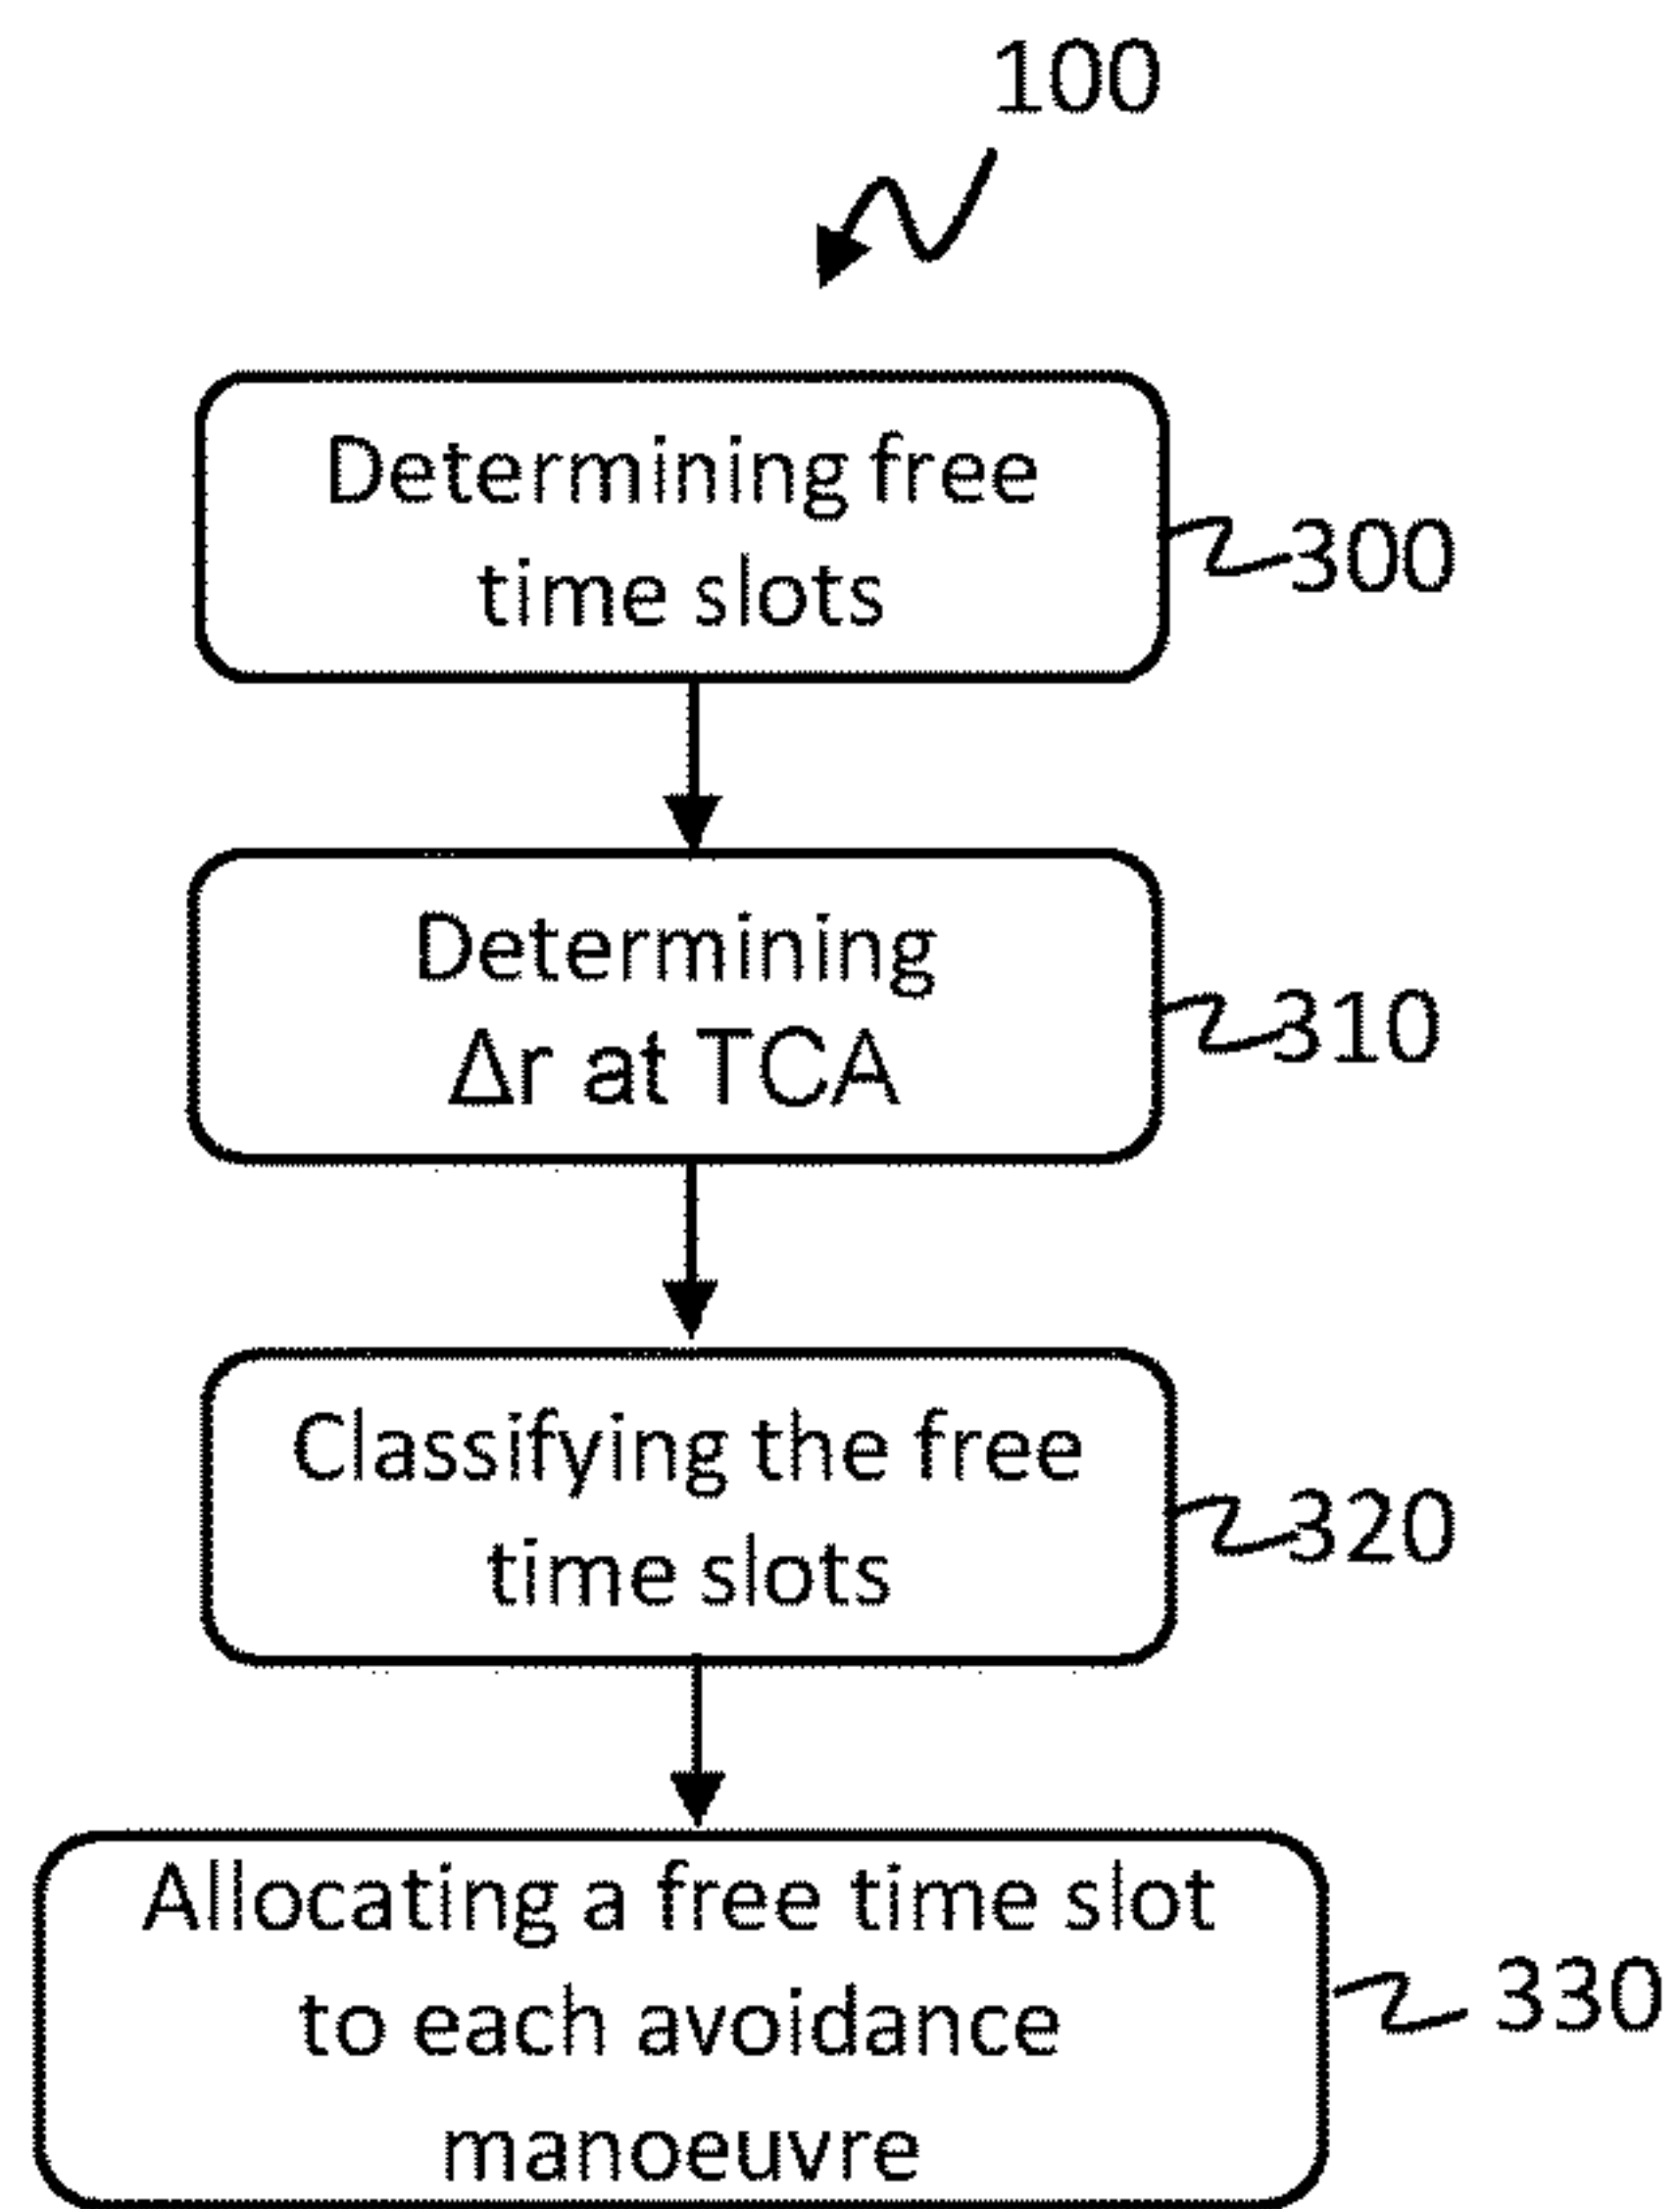 100
Determining free
time slots
300
Determining
Δr at TCA
310
Classifying the free
time slots
320
Allocating a free time slot
to each avoidance
manoeuvre
330